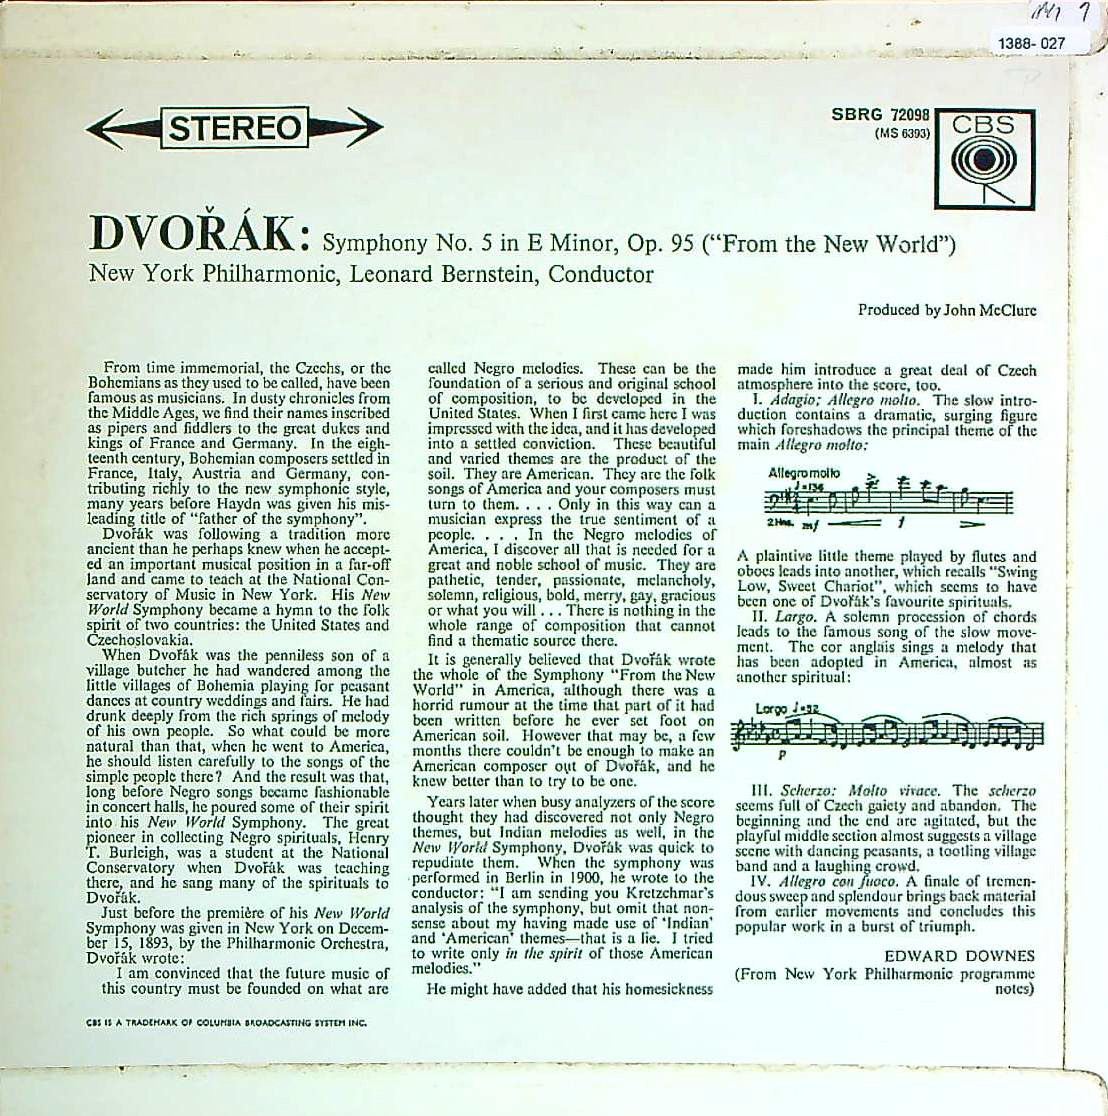 1388-027
STEREO
SBRG 72098
(MS 6393)
CBS
DVOŘÁK: Symphony No. 5 in E Minor, Op. 95 (“From the New World”)
New York Philharmonic, Leonard Bernstein, Conductor
Produced by John McClure
From time immemorial, the Czechs, or the
Bohemians as they used to be called, have been
famous as musicians. In dusty chronicles from
the Middle Ages, we find their names inscribed
as pipers and fiddlers to the great dukes and
kings of France and Germany. In the eigh-
teenth century, Bohemian composers settled in
France, Italy, Austria and Germany, con-
tributing richly to the new symphonic style,
many years before Haydn was given his mis-
leading title of “father of the symphony”.
Dvořák was following a tradition more
ancient than he perhaps knew when he accept-
ed an important musical position in a far-off
land and came to teach at the National Con-
servatory of Music in New York. His New
World Symphony became a hymn to the folk
spirit of two countries: the United States and
Czechoslovakia.
When Dvořák was the penniless son of a
village butcher he had wandered among the
little villages of Bohemia playing for peasant
dances at country weddings and fairs. He had
drunk deeply from the rich springs of melody
of his own people. So what could be more
natural than that, when he went to America,
he should listen carefully to the songs of the
simple people there? And the result was that,
long before Negro songs became fashionable
in concert halls, he poured some of their spirit
into his New World Symphony. The great
pioneer in collecting Negro spirituals, Henry
T. Burleigh, was a student at the National
Conservatory when Dvořák was teaching
there, and he sang many of the spirituals to
Dvořák.
Just before the première of his New World
Symphony was given in New York on Decem-
ber 15, 1893, by the Philharmonic Orchestra,
Dvořák wrote:
I am convinced that the future music of
this country must be founded on what are
called Negro melodies. These can be the
foundation of a serious and original school
of composition, to be developed in the
United States. When I first came here I was
impressed with the idea, and it has developed
into a settled conviction. These beautiful
and varied themes are the product of the
soil. They are American. They are the folk
songs of America and your composers must
turn to them. . . . Only in this way can a
musician express the true sentiment of a
people. . . . In the Negro melodies of
America, I discover all that is needed for a
great and noble school of music. They are
pathetic, tender, passionate, melancholy,
solemn, religious, bold, merry, gay, gracious
or what you will . . . There is nothing in the
whole range of composition that cannot
find a thematic source there.
It is generally believed that Dvořák wrote
the whole of the Symphony “From the New
World” in America, although there was a
horrid rumour at the time that part of it had
been written before he ever set foot on
American soil. However that may be, a few
months there couldn’t be enough to make an
American composer out of Dvořák, and he
knew better than to try to be one.
Years later when busy analyzers of the score
thought they had discovered not only Negro
themes, but Indian melodies as well, in the
New World Symphony, Dvořák was quick to
repudiate them. When the symphony was
performed in Berlin in 1900, he wrote to the
conductor: “I am sending you Kretzchmar’s
analysis of the symphony, but omit that non-
sense about my having made use of ‘Indian’
and ‘American’ themes—that is a lie. I tried
to write only in the spirit of those American
melodies.”
He might have added that his homesickness
made him introduce a great deal of Czech
atmosphere into the score, too.
I. Adagio; Allegro molto. The slow intro-
duction contains a dramatic, surging figure
which foreshadows the principal theme of the
main Allegro molto:
Allegro molto
♩=136
2 Hns. mf f
A plaintive little theme played by flutes and
oboes leads into another, which recalls “Swing
Low, Sweet Chariot”, which seems to have
been one of Dvořák’s favourite spirituals.
II. Largo. A solemn procession of chords
leads to the famous song of the slow move-
ment. The cor anglais sings a melody that
has been adopted in America, almost as
another spiritual:
Largo ♩=52
p
III. Scherzo: Molto vivace. The scherzo
seems full of Czech gaiety and abandon. The
beginning and the end are agitated, but the
playful middle section almost suggests a village
scene with dancing peasants, a tootling village
band and a laughing crowd.
IV. Allegro con fuoco. A finale of tremen-
dous sweep and splendour brings back material
from earlier movements and concludes this
popular work in a burst of triumph.
EDWARD DOWNES
(From New York Philharmonic programme
notes)
CBS IS A TRADEMARK OF COLUMBIA BROADCASTING SYSTEM INC.